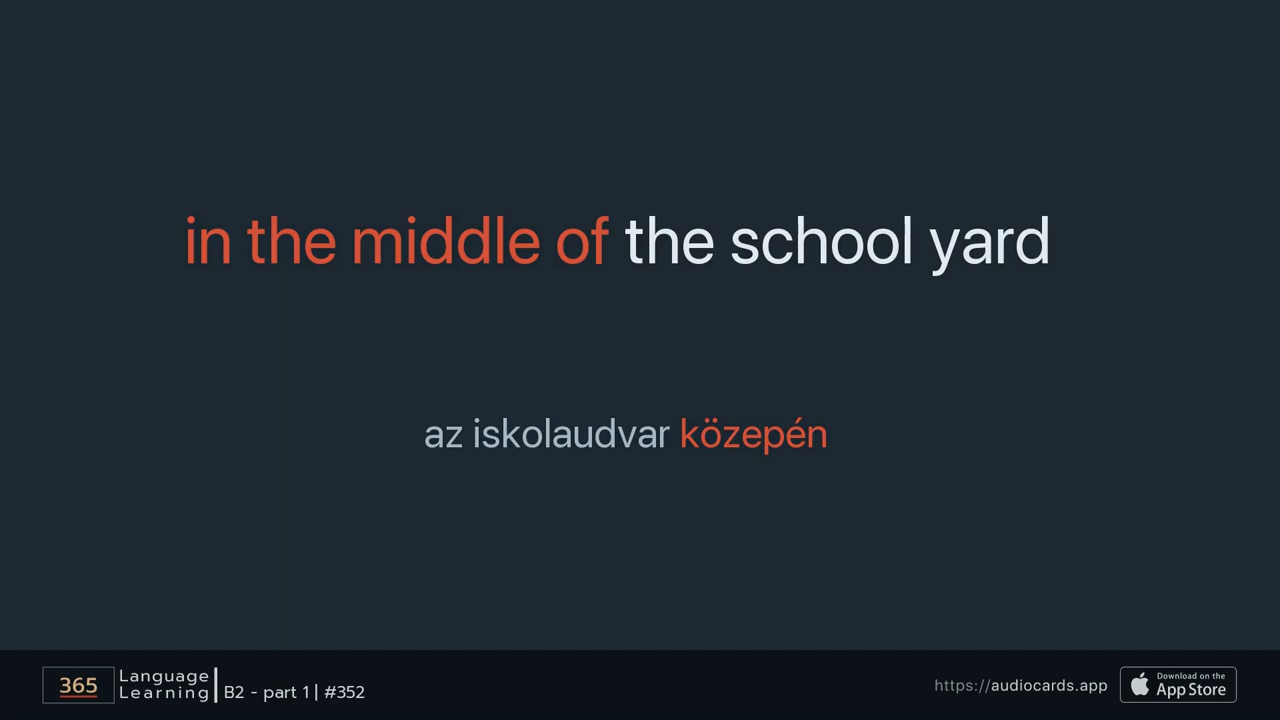 in the middle of the school yard
az iskolaudvar közepén
365
Language
Learning
B2 - part 1 | #352
https://audiocards.app
Download on the
App Store